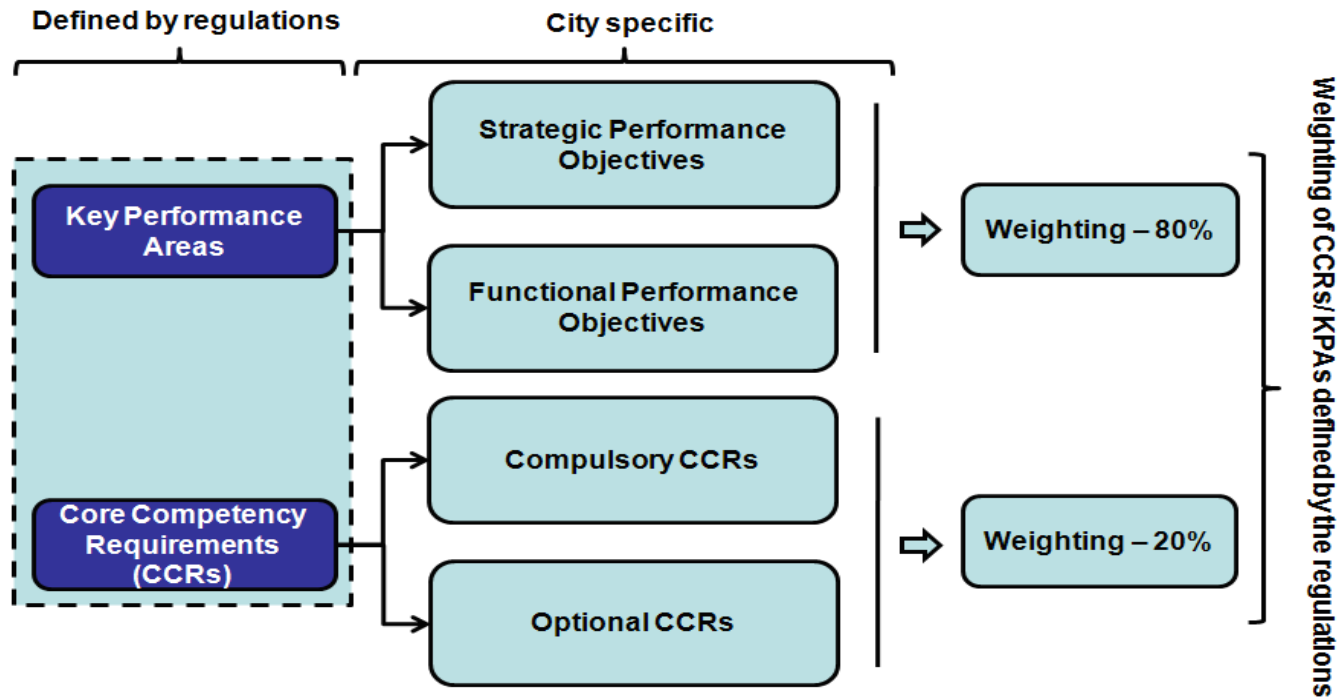 Defined by regulations
City specific
Strategic Performance
Objectives
Key Performance
Areas
Weighting – 80%
Functional Performance
Objectives
Compulsory CCRs
Core Competency
Requirements
(CCRs)
Weighting – 20%
Optional CCRs
Weighting of CCRs/ KPAs defined by the regulations